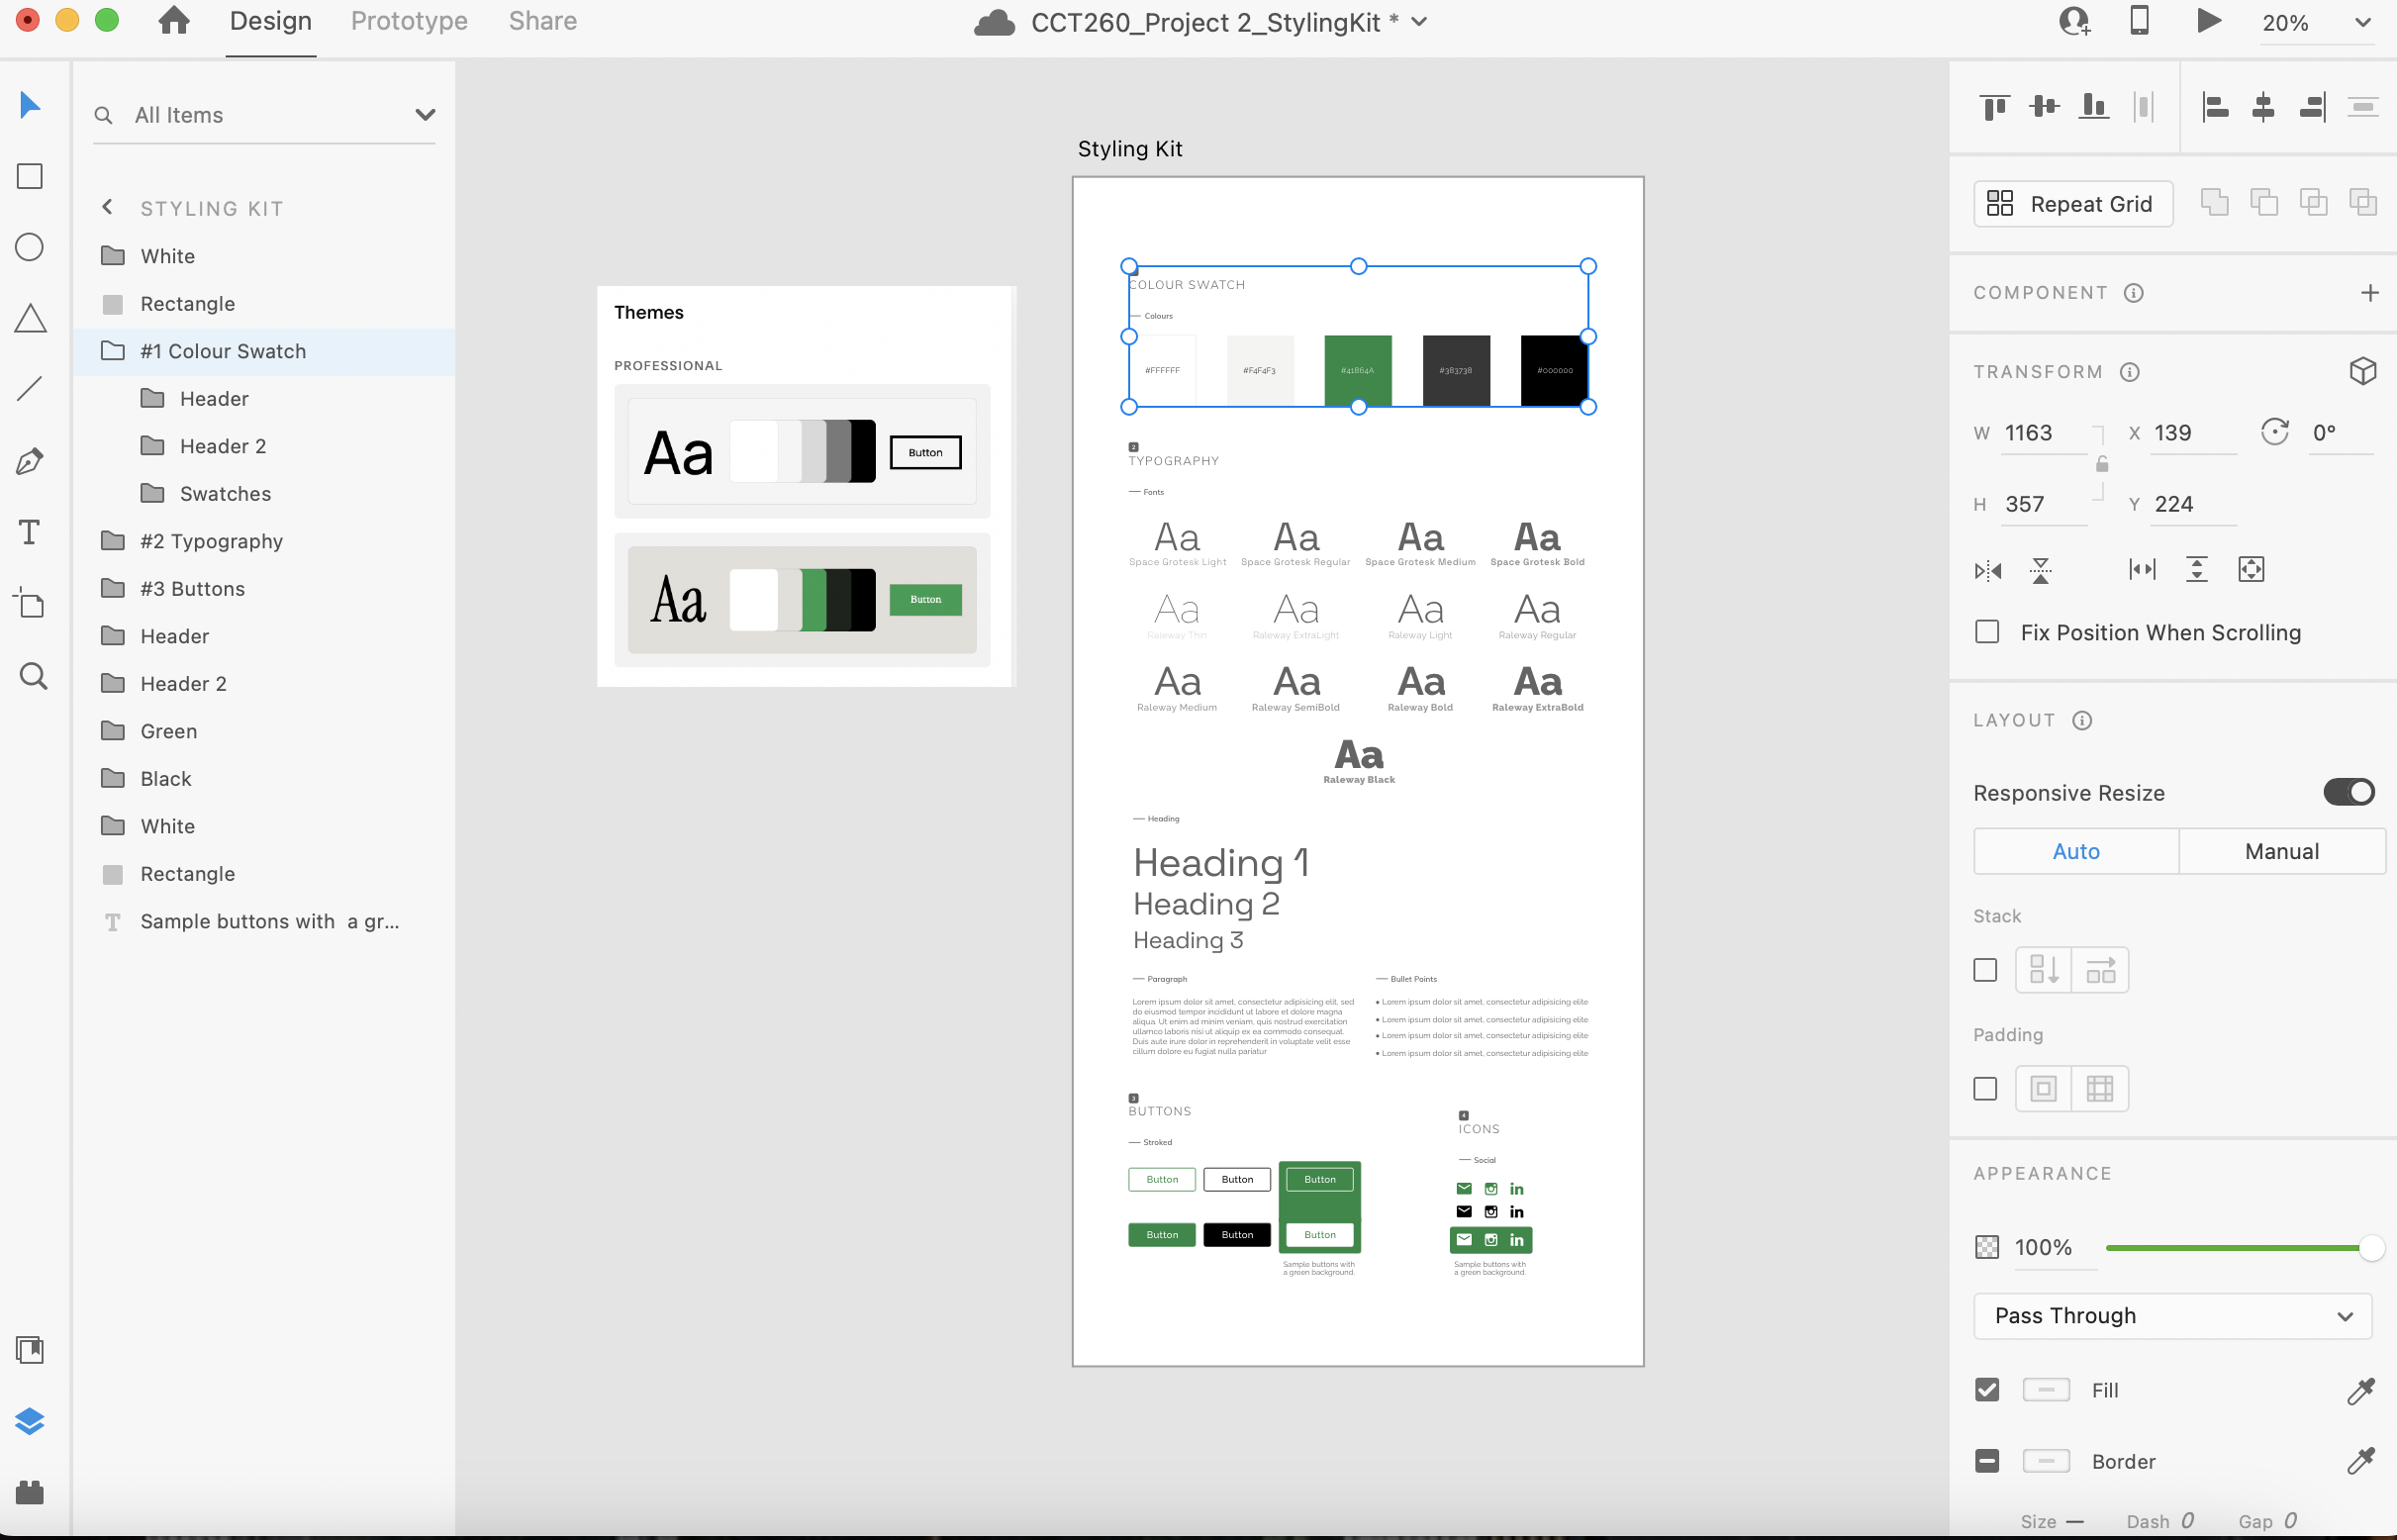 Design
Prototype
Share
CCT260_Project 2_StylingKit *
20%
All Items
STYLING KIT
White
Rectangle
#1 Colour Swatch
Header
Header 2
Swatches
#2 Typography
#3 Buttons
Header
Header 2
Green
Black
White
Rectangle
Sample buttons with  a gr...
Themes
PROFESSIONAL
Aa
Button
Aa
Button
Styling Kit
COLOUR SWATCH
Colours
#FFFFFF
#F4F4F3
#41864A
#383738
#000000
2
TYPOGRAPHY
Fonts
Aa Aa Aa Aa
Space Grotesk Light Space Grotesk Regular Space Grotesk Medium Space Grotesk Bold
Aa Aa Aa Aa
Raleway Thin Raleway ExtraLight Raleway Light Raleway Regular
Aa Aa Aa Aa
Raleway Medium Raleway SemiBold Raleway Bold Raleway ExtraBold
Aa
Raleway Black
Heading
Heading 1
Heading 2
Heading 3
Paragraph
Lorem ipsum dolor sit amet, consectetur adipisicing elit, sed
do eiusmod tempor incididunt ut labore et dolore magna
aliqua. Ut enim ad minim veniam, quis nostrud exercitation
ullamco laboris nisi ut aliquip ex ea commodo consequat.
Duis aute irure dolor in reprehenderit in voluptate velit esse
cillum dolore eu fugiat nulla pariatur
Bullet Points
• Lorem ipsum dolor sit amet, consectetur adipisicing elite
• Lorem ipsum dolor sit amet, consectetur adipisicing elite
• Lorem ipsum dolor sit amet, consectetur adipisicing elite
• Lorem ipsum dolor sit amet, consectetur adipisicing elite
3
BUTTONS
Stroked
Button Button Button
Button Button Button
Sample buttons with
a green background.
4
ICONS
Social
in
in
in
Sample buttons with
a green background.
Repeat Grid
COMPONENT
TRANSFORM
W 1163 X 139 0°
H 357 Y 224
Fix Position When Scrolling
LAYOUT
Responsive Resize
Auto Manual
Stack
Padding
APPEARANCE
100%
Pass Through
Fill
Border
Size — Dash 0 Gap 0